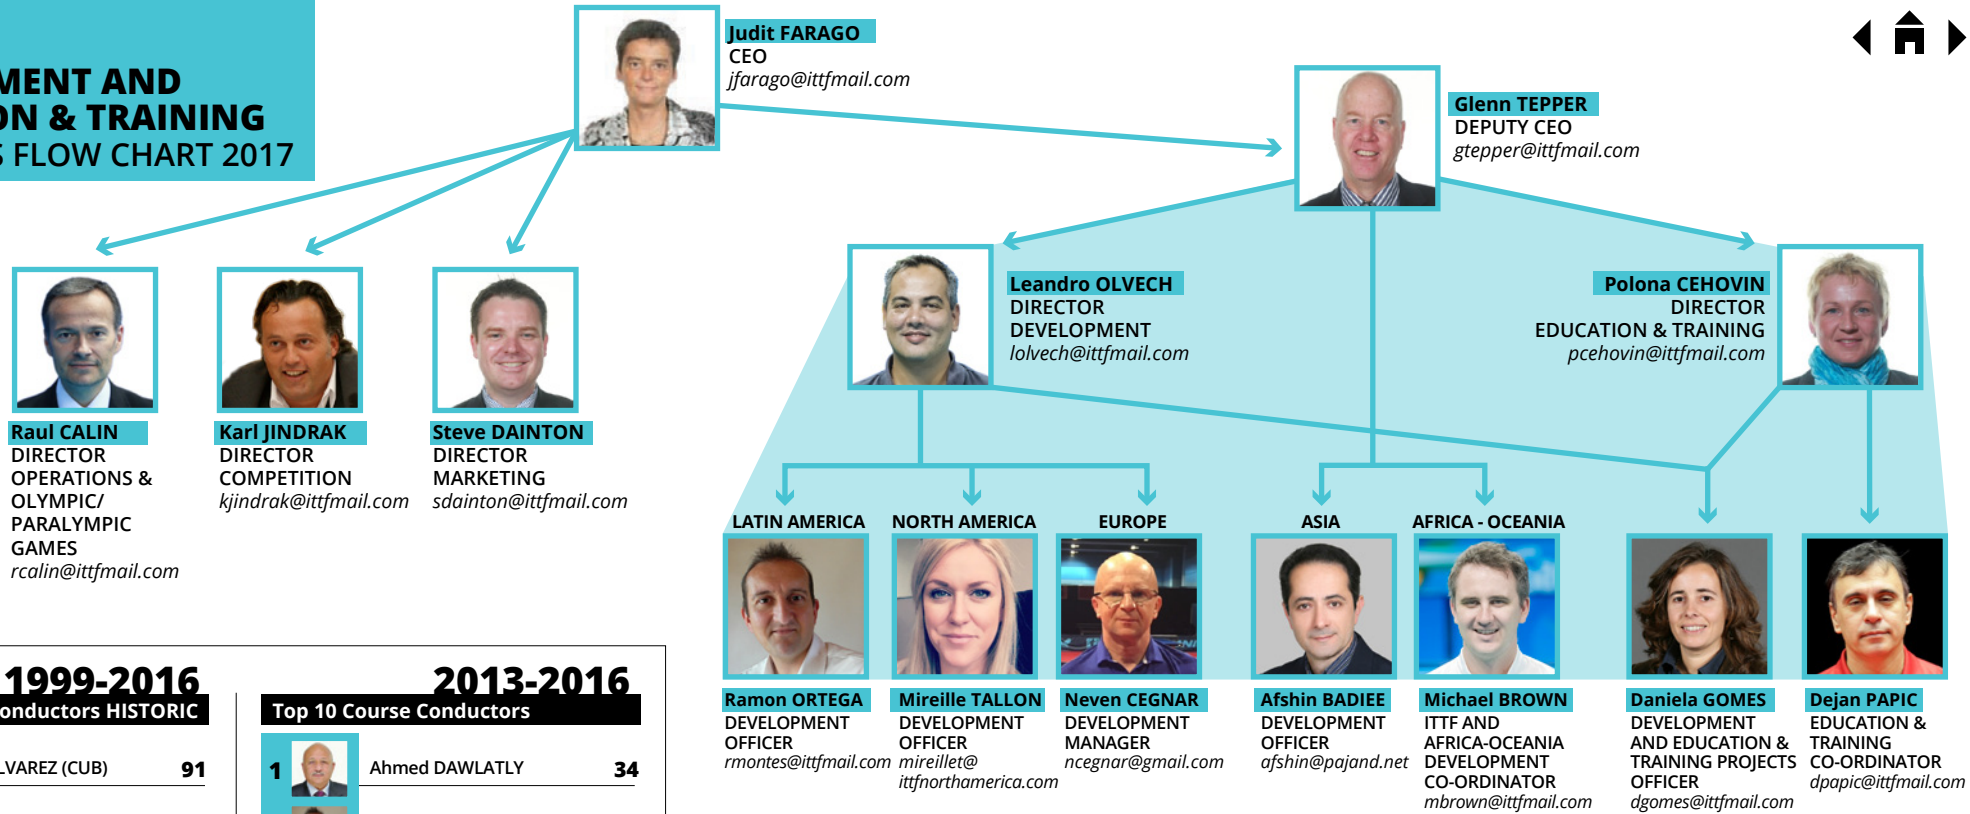 MENT AND
ON & TRAINING
S FLOW CHART 2017
Judit FARAGO
CEO
jfarago@ittfmail.com
Glenn TEPPER
DEPUTY CEO
gtepper@ittfmail.com
Leandro OLVECH
DIRECTOR
DEVELOPMENT
lolvech@ittfmail.com
Polona CEHOVIN
DIRECTOR
EDUCATION & TRAINING
pcehovin@ittfmail.com
Raul CALIN
DIRECTOR
OPERATIONS &
OLYMPIC/
PARALYMPIC
GAMES
rcalin@ittfmail.com
Karl JINDRAK
DIRECTOR
COMPETITION
kjindrak@ittfmail.com
Steve DAINTON
DIRECTOR
MARKETING
sdainton@ittfmail.com
LATIN AMERICA
Ramon ORTEGA
DEVELOPMENT
OFFICER
rmontes@ittfmail.com
NORTH AMERICA
Mireille TALLON
DEVELOPMENT
OFFICER
mireillet@
ittfnorthamerica.com
EUROPE
Neven CEGNAR
DEVELOPMENT
MANAGER
ncegnar@gmail.com
ASIA
Afshin BADIEE
DEVELOPMENT
OFFICER
afshin@pajand.net
AFRICA - OCEANIA
Michael BROWN
ITTF AND
AFRICA-OCEANIA
DEVELOPMENT
CO-ORDINATOR
mbrown@ittfmail.com
Daniela GOMES
DEVELOPMENT
AND EDUCATION &
TRAINING PROJECTS
OFFICER
dgomes@ittfmail.com
Dejan PAPIC
EDUCATION &
TRAINING
CO-ORDINATOR
dpapic@ittfmail.com
1999-2016
onductors HISTORIC
LVAREZ (CUB) 91
2013-2016
Top 10 Course Conductors
1 Ahmed DAWLATLY 34